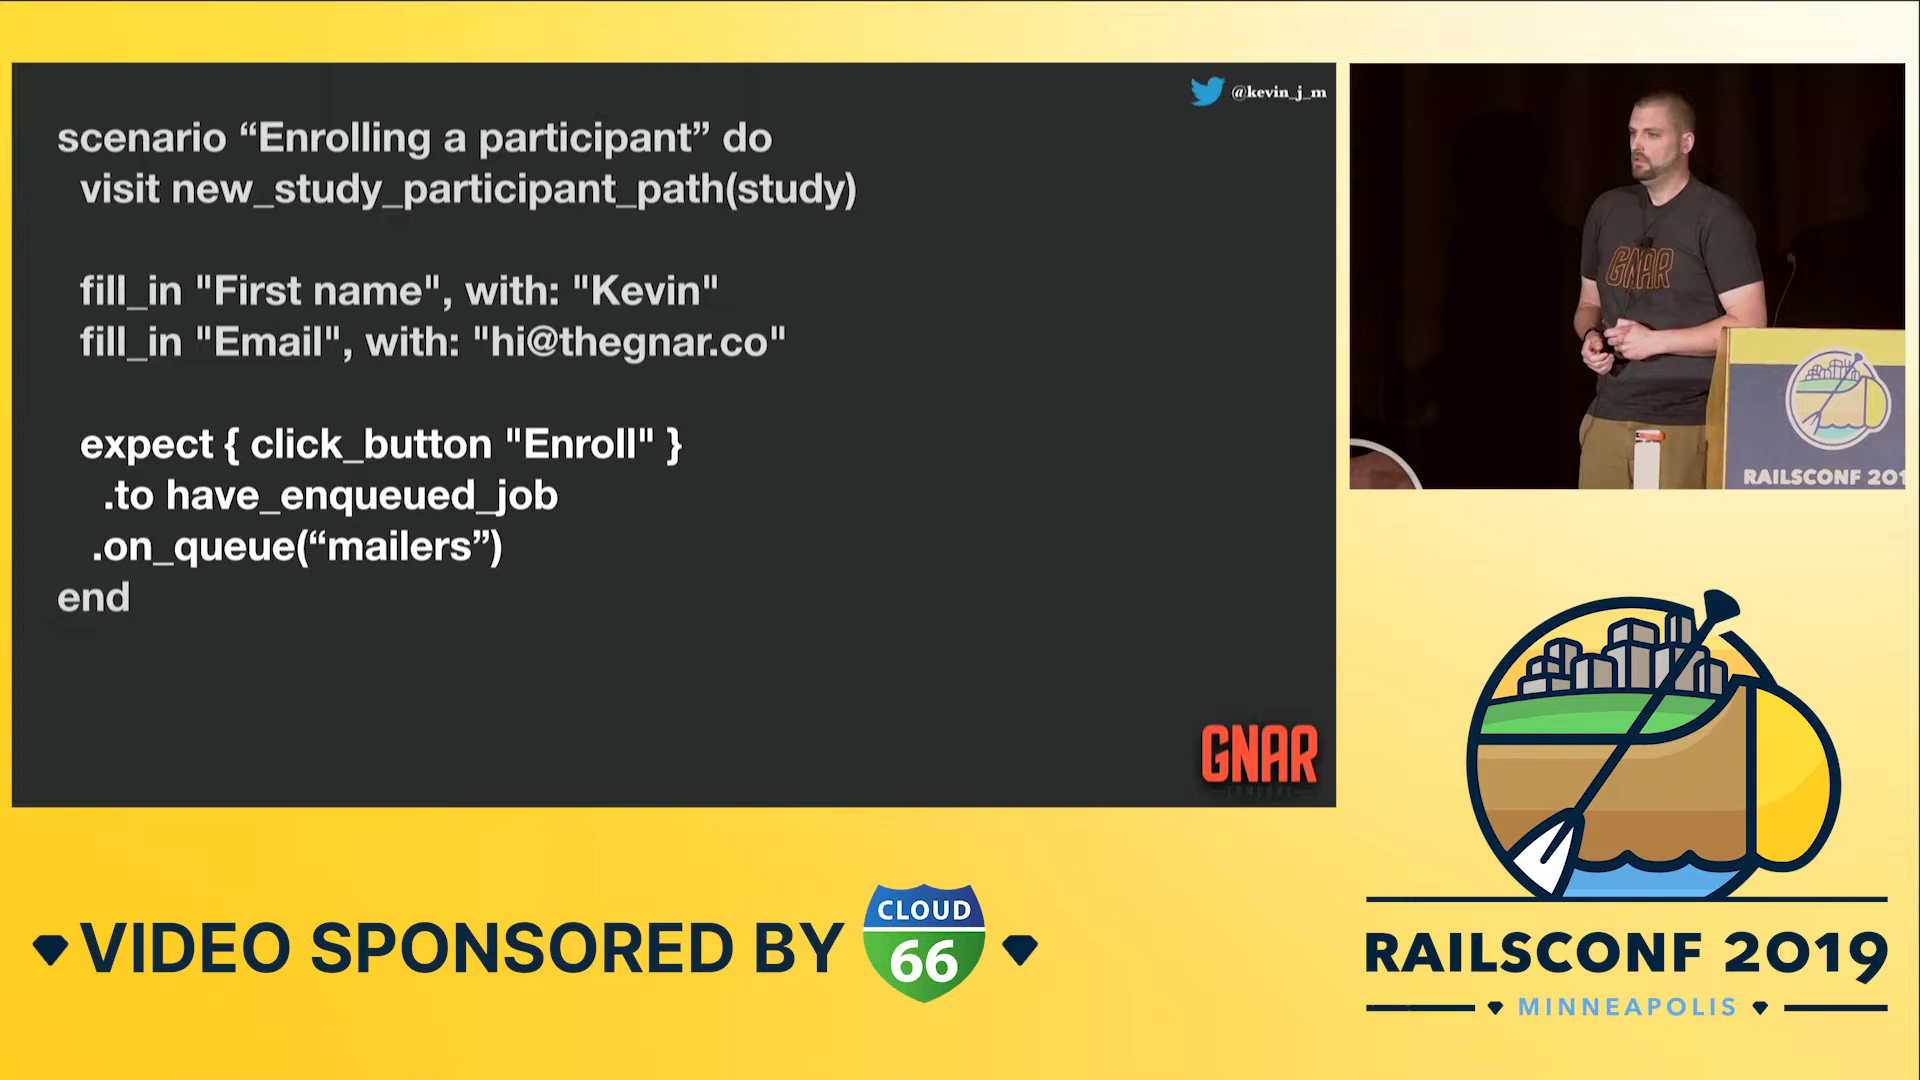 @kevin_j_m
scenario “Enrolling a participant” do
visit new_study_participant_path(study)
fill_in "First name", with: "Kevin"
fill_in "Email", with: "hi@thegnar.co"
expect { click_button "Enroll" }
.to have_enqueued_job
.on_queue(“mailers”)
end
GNAR
GNAR
RAILSCONF 201
VIDEO SPONSORED BY
CLOUD
66
RAILSCONF 2019
MINNEAPOLIS